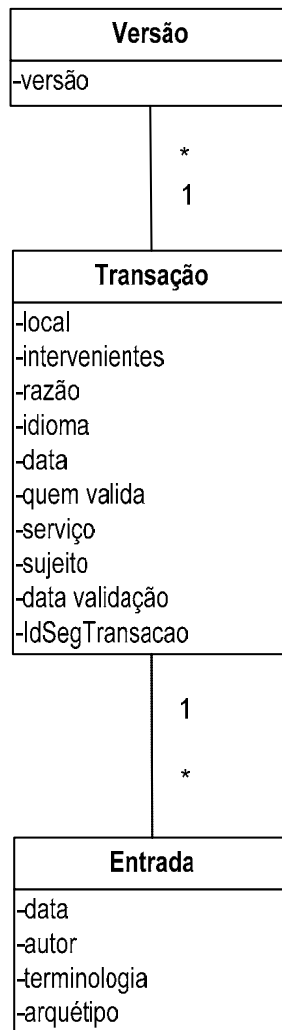 Versão
-versão
*
1
Transação
-local
-intervenientes
-razão
-idioma
-data
-quem valida
-serviço
-sujeito
-data validação
-IdSegTransacao
1
*
Entrada
-data
-autor
-terminologia
-arquétipo